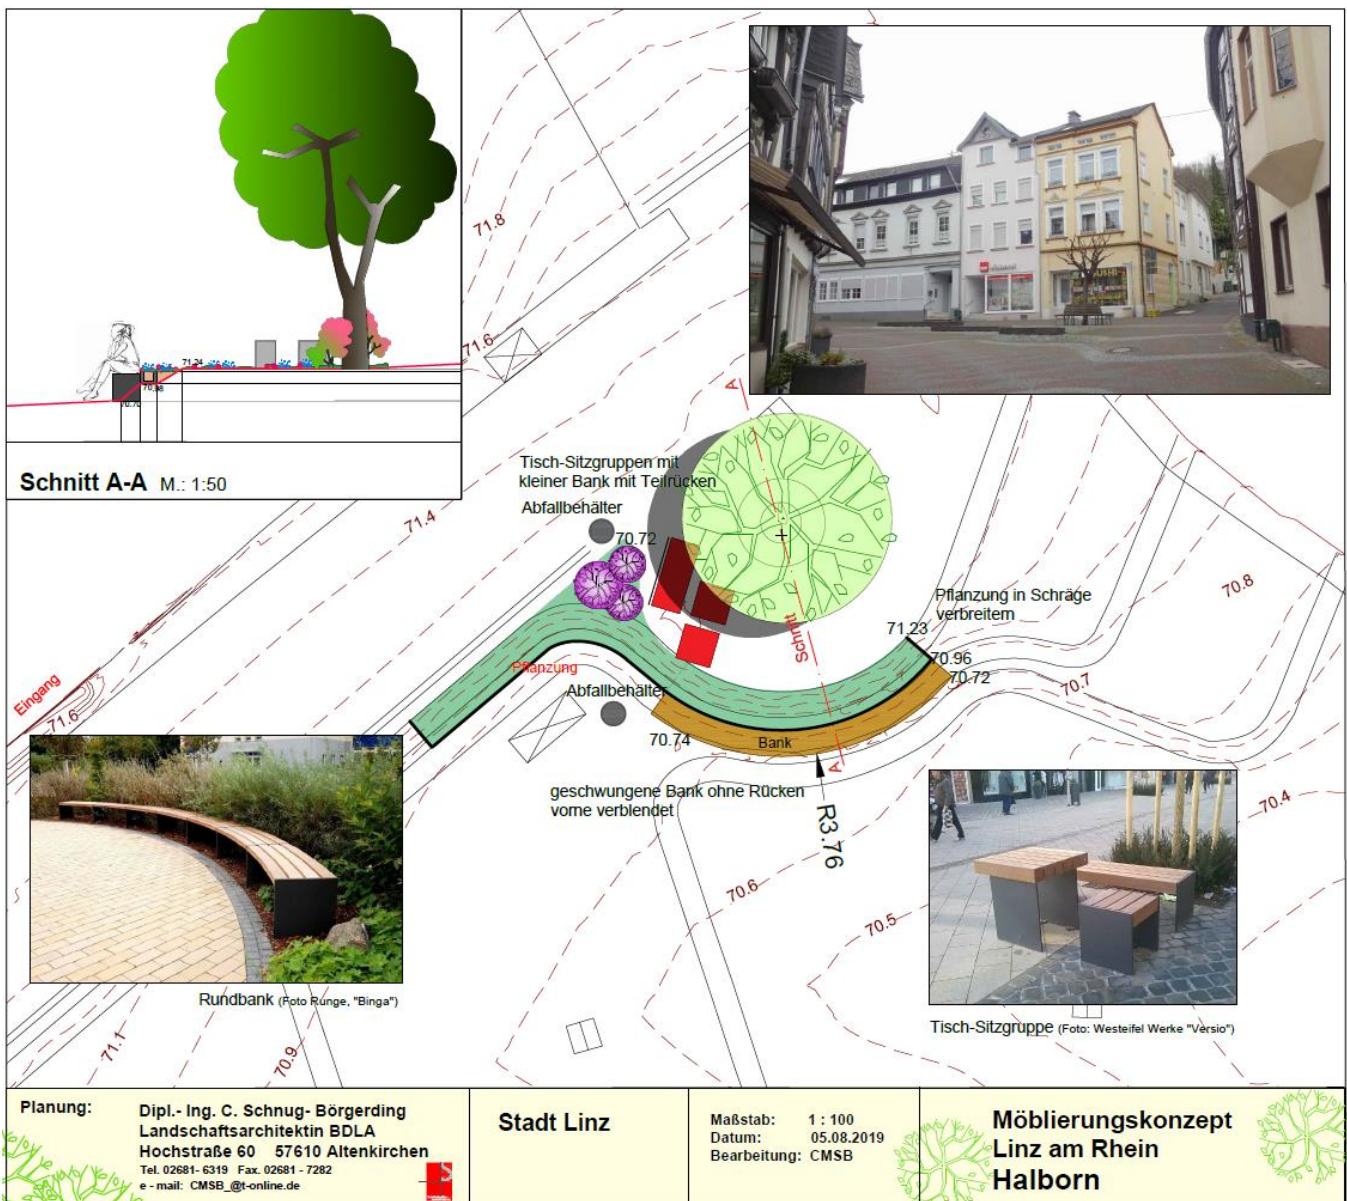 71.24
70.98
70.70
Schnitt A-A M.: 1:50
71.8
71.6
71.4
A
Tisch-Sitzgruppen mit
kleiner Bank mit Teilrücken
Abfallbehälter
70.72
Schnitt
Pflanzung in Schräge
verbreitern
71.23
70.96
70.72
70.8
70.7
Eingang
71.6
Pflanzung
Abfallbehälter
70.74
Bank
A
geschwungene Bank ohne Rücken
vorne verblendet
R3.76
70.4
70.6
70.5
Rundbank (Foto Runge, "Binga")
Tisch-Sitzgruppe (Foto: Westeifel Werke "Versio")
71.1
70.9
Planung:
Dipl.- Ing. C. Schnug- Börgerding
Landschaftsarchitektin BDLA
Hochstraße 60 57610 Altenkirchen
Tel. 02681- 6319 Fax. 02681 - 7282
e - mail: CMSB_@t-online.de
Stadt Linz
Maßstab: 1 : 100
Datum: 05.08.2019
Bearbeitung: CMSB
Möblierungskonzept
Linz am Rhein
Halborn